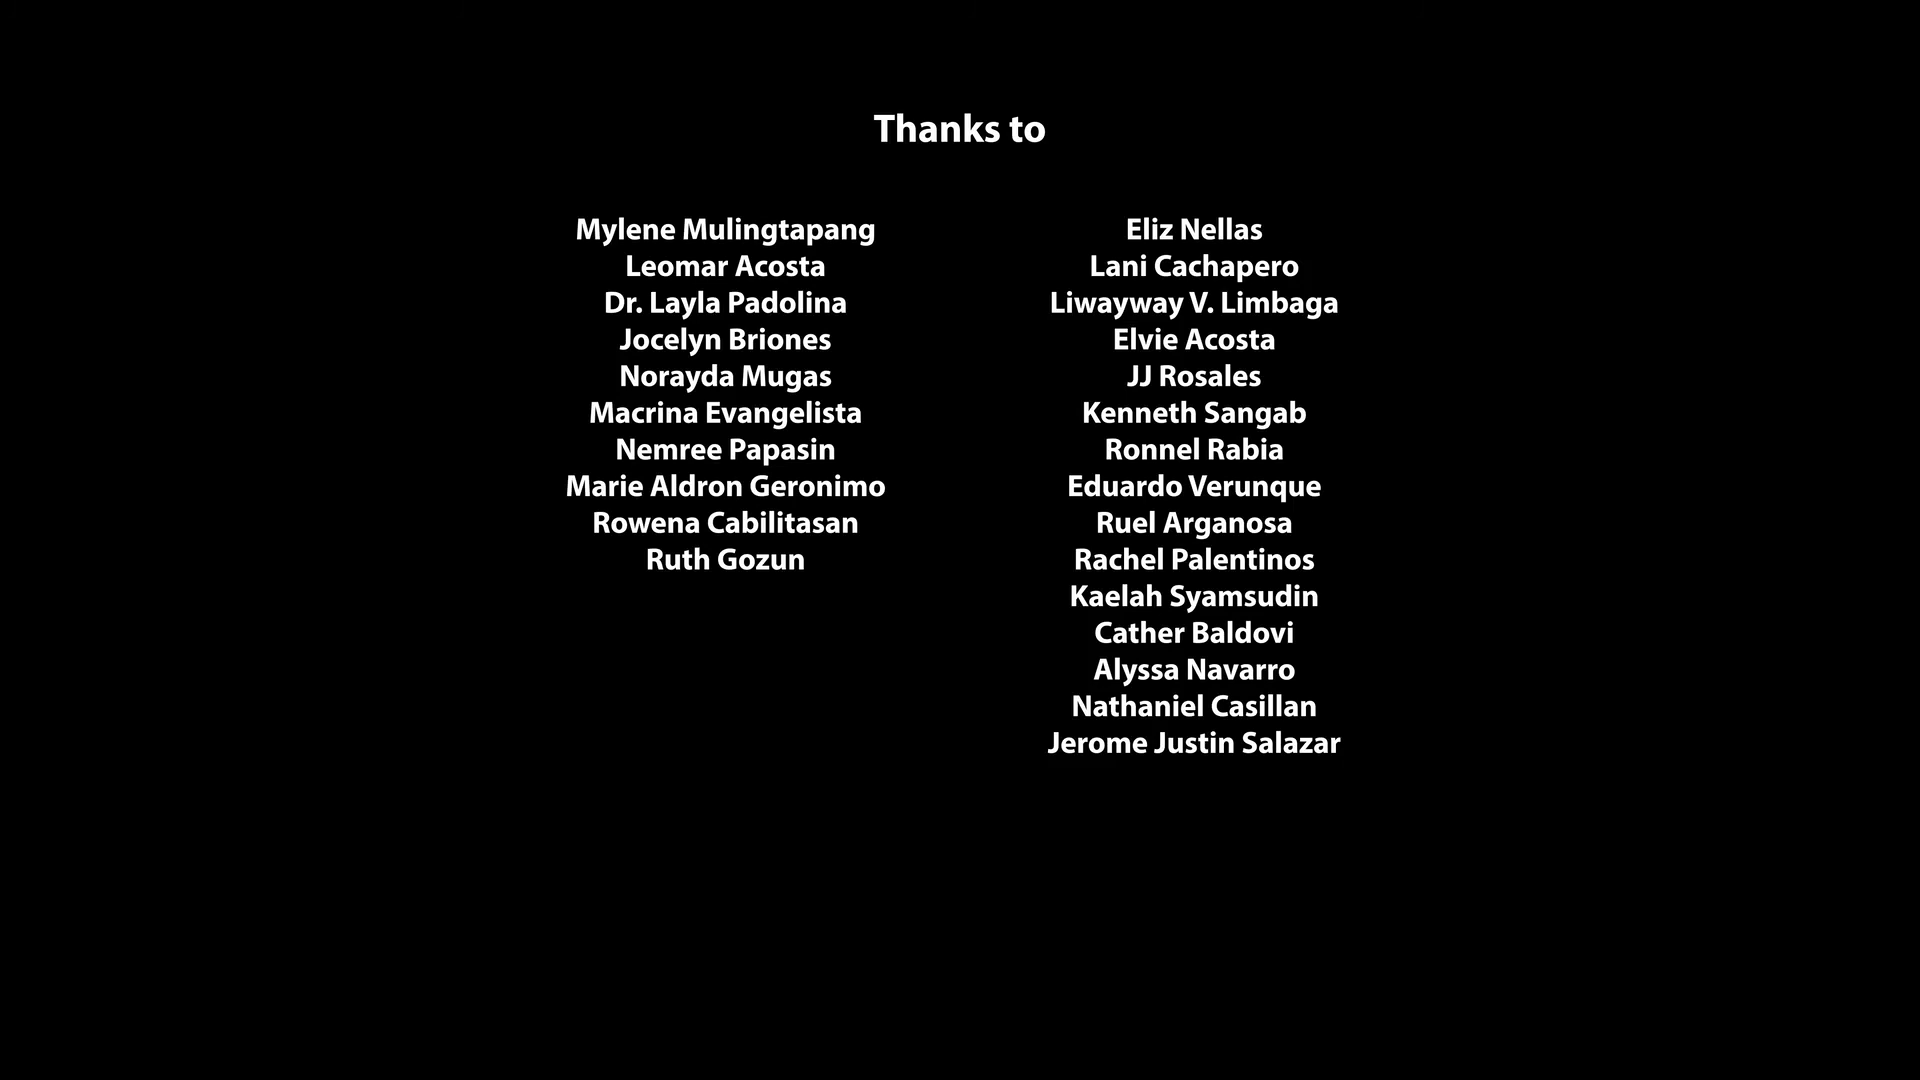 Thanks to
Mylene Mulingtapang
Leomar Acosta
Dr. Layla Padolina
Jocelyn Briones
Norayda Mugas
Macrina Evangelista
Nemree Papasin
Marie Aldron Geronimo
Rowena Cabilitasan
Ruth Gozun
Eliz Nellas
Lani Cachapero
Liwayway V. Limbaga
Elvie Acosta
JJ Rosales
Kenneth Sangab
Ronnel Rabia
Eduardo Verunque
Ruel Arganosa
Rachel Palentinos
Kaelah Syamsudin
Cather Baldovi
Alyssa Navarro
Nathaniel Casillan
Jerome Justin Salazar